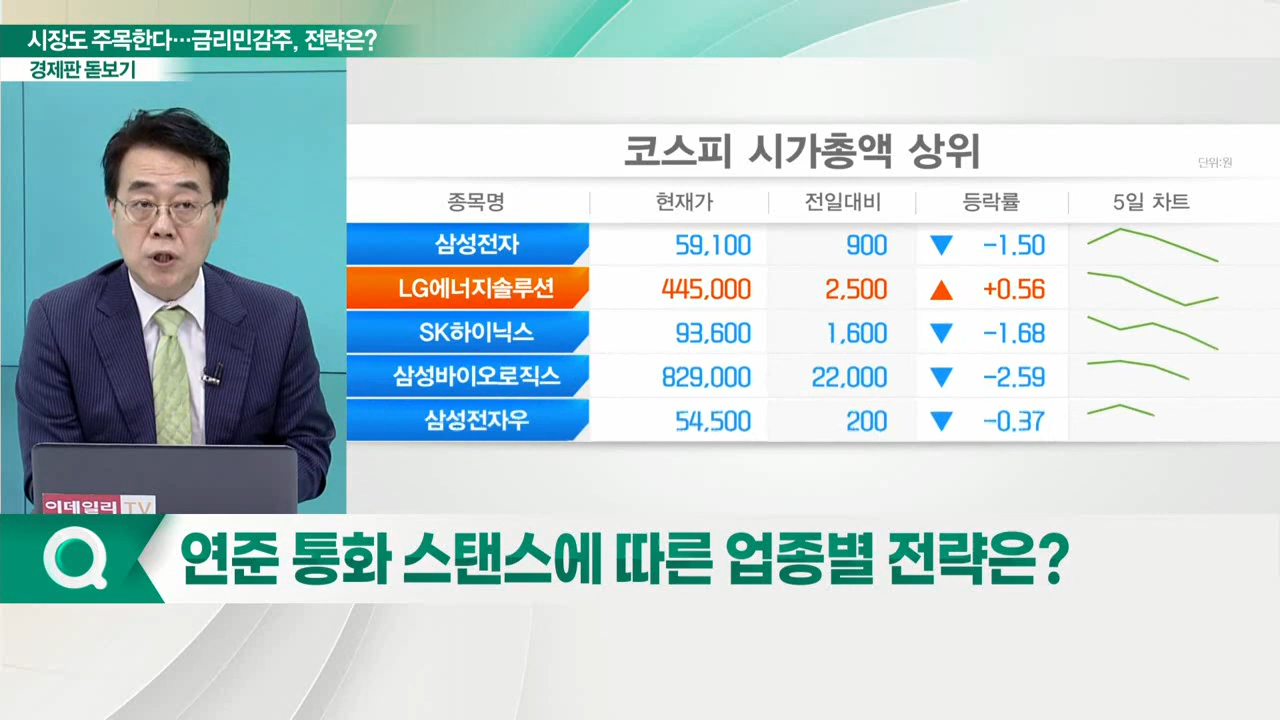 시장도 주목한다…금리민감주, 전략은?
경제판 돋보기
코스피 시가총액 상위
단위:원
종목명 현재가 전일대비 등락률 5일 차트
삼성전자 59,100 900 ▼ -1.50
LG에너지솔루션 445,000 2,500 ▲ +0.56
SK하이닉스 93,600 1,600 ▼ -1.68
삼성바이오로직스 829,000 22,000 ▼ -2.59
삼성전자우 54,500 200 ▼ -0.37
이데일리 TV
Q 연준 통화 스탠스에 따른 업종별 전략은?